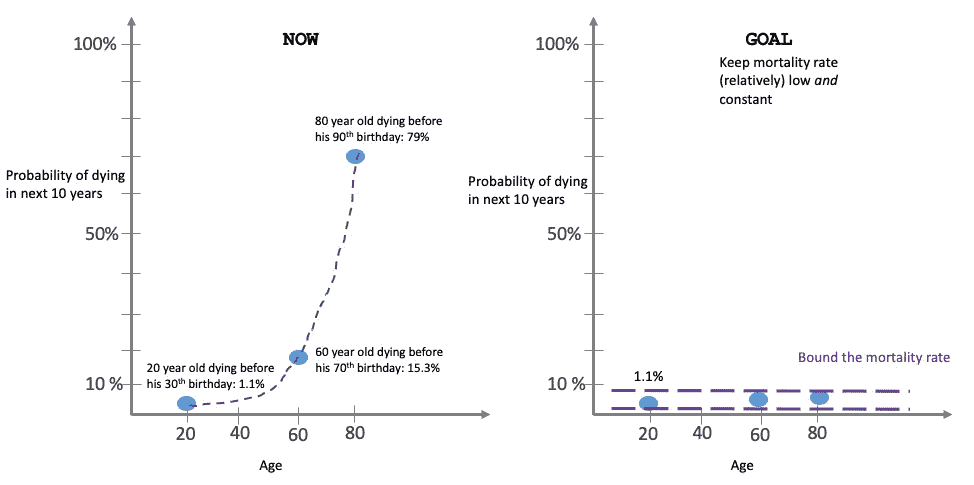 NOW
100%
80 year old dying before
his 90th birthday: 79%
Probability of dying
in next 10 years
50%
20 year old dying before
his 30th birthday: 1.1%
60 year old dying before
his 70th birthday: 15.3%
10 %
20 40 60 80
Age
GOAL
100%
Keep mortality rate
(relatively) low and
constant
Probability of dying
in next 10 years
50%
Bound the mortality rate
1.1%
10 %
20 40 60 80
Age